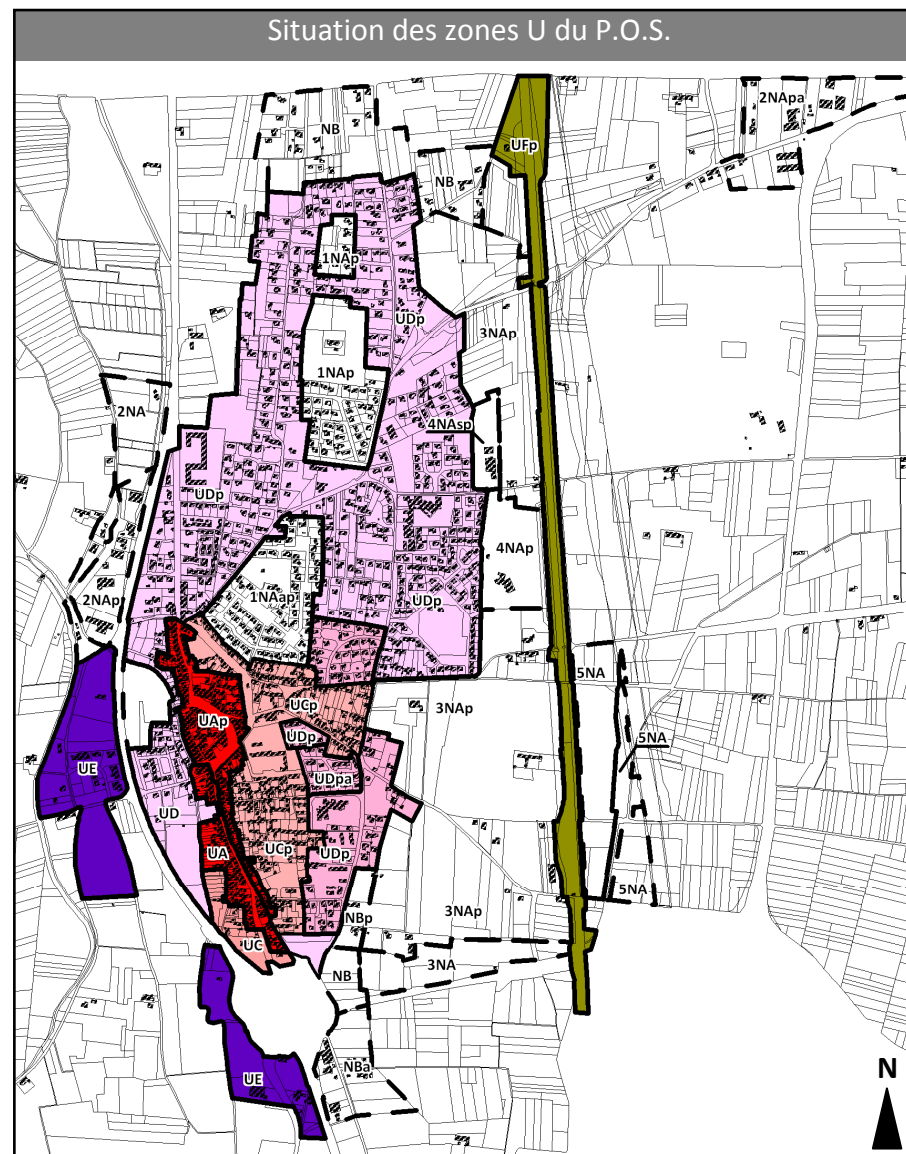 Situation des zones U du P.O.S.
2NApa
NB
UFp
NB
1NAp
UDp
3NAp
1NAp
2NA
4NAsp
UDp
4NAp
1NAap
2NAp
UDp
5NA
UCp
3NAp
UAp
UDp
5NA
UE
UDpa
UD
UA
UCp
UDp
5NA
NBp
3NAp
UC
3NA
NB
NBa
N
UE